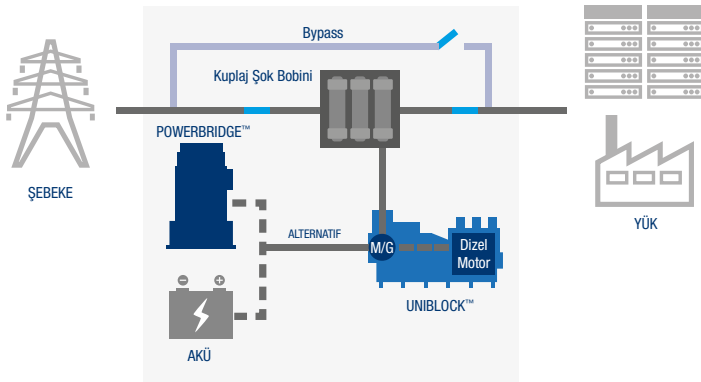 Bypass
Kuplaj Şok Bobini
POWERBRIDGE™
ŞEBEKE
ALTERNATIF
M/G
Dizel
Motor
YÜK
UNIBLOCK™
AKÜ